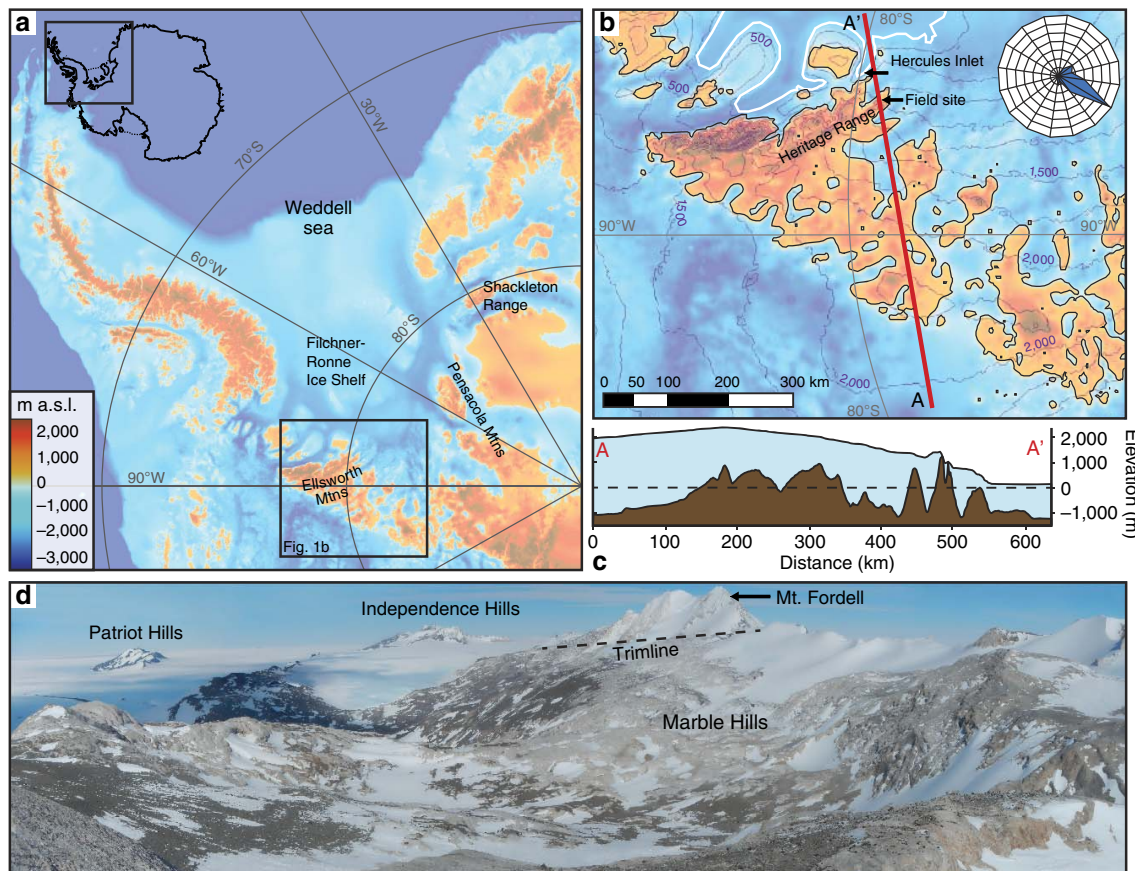 a
70°S
30°W
Weddell
sea
60°W
80°S
Shackleton
Range
Filchner-
Ronne
Ice Shelf
Pensacola Mtns
m a.s.l.
2,000
1,000
0
–1,000
–2,000
–3,000
90°W
Ellsworth
Mtns
Fig. 1b
b
A'
80°S
500
500
Hercules
Inlet
Field site
Heritage Range
1,500
1500
90°W
90°W
2,000
2,000
2,000
0 50 100 200 300 km
80°S
A
A
A'
2,000
1,000
0
–1,000
Elevation (m)
0 100 200 300 400 500 600
Distance (km)
c
d
Patriot Hills
Independence Hills
Mt. Fordell
Trimline
Marble Hills